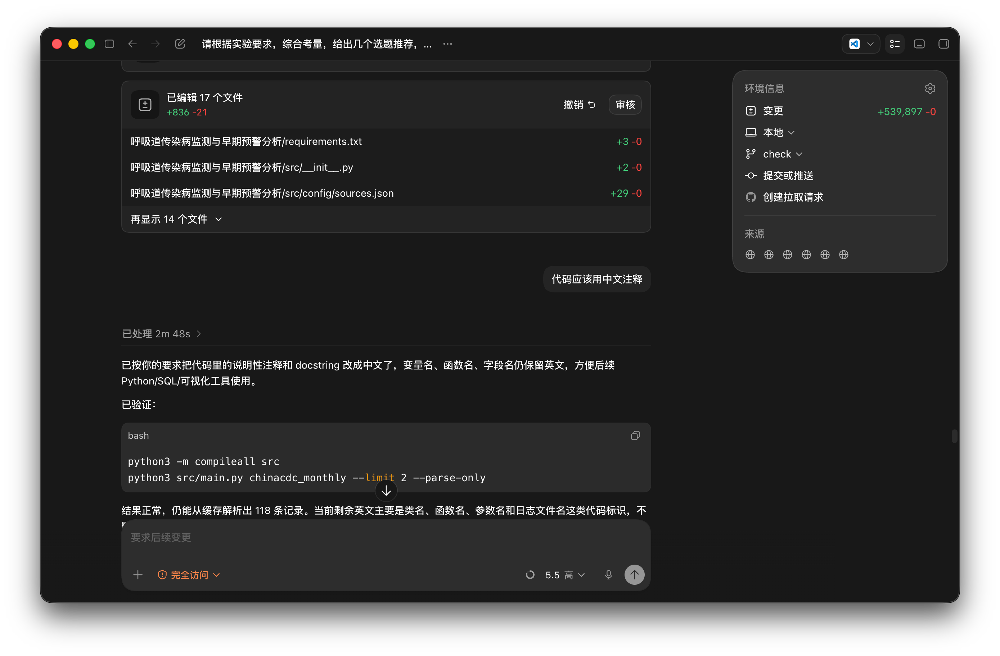 请根据实验要求，综合考量，给出几个选题推荐，...
已编辑 17 个文件
+836 -21
撤销
审核
呼吸道传染病监测与早期预警分析/requirements.txt +3 -0
呼吸道传染病监测与早期预警分析/src/__init__.py +2 -0
呼吸道传染病监测与早期预警分析/src/config/sources.json +29 -0
再显示 14 个文件
代码应该用中文注释
已处理 2m 48s
已按你的要求把代码里的说明性注释和 docstring 改成中文了，变量名、函数名、字段名仍保留英文，方便后续
Python/SQL/可视化工具使用。
已验证：
bash
python3 -m compileall src
python3 src/main.py chinacdc_monthly --limit 2 --parse-only
结果正常，仍能从缓存解析出 118 条记录。当前剩余英文主要是类名、函数名、参数名和日志文件名这类代码标识，不
要求后续变更
完全访问
5.5 高
环境信息
变更 +539,897 -0
本地
check
提交或推送
创建拉取请求
来源